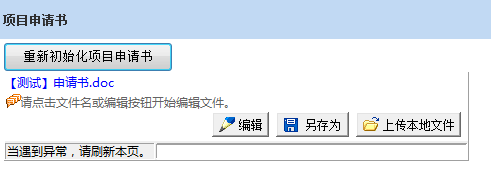 项目申请书
重新初始化项目申请书
【测试】申请书.doc
请点击文件名或编辑按钮开始编辑文件。
编辑 另存为 上传本地文件
当遇到异常，请刷新本页。